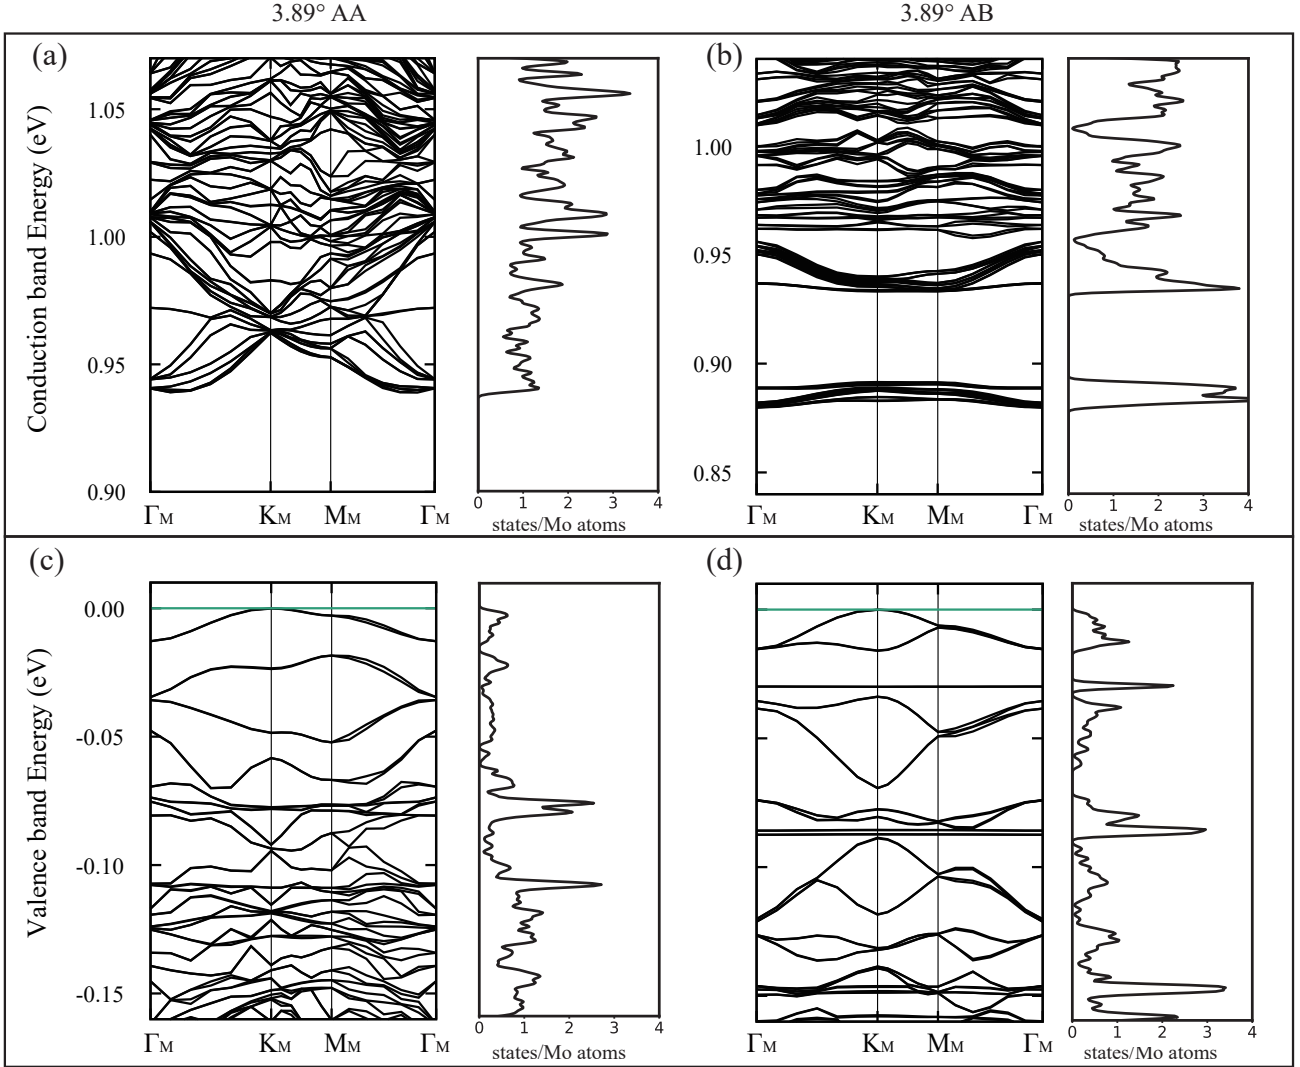 3.89° AA
3.89° AB
(a)
Conduction band Energy (eV)
1.05
1.00
0.95
0.90
ΓM KM MM ΓM
0 1 2 3 4
states/Mo atoms
(b)
1.00
0.95
0.90
0.85
ΓM KM MM ΓM
0 1 2 3 4
states/Mo atoms
(c)
Valence band Energy (eV)
0.00
-0.05
-0.10
-0.15
ΓM KM MM ΓM
0 1 2 3 4
states/Mo atoms
(d)
ΓM KM MM ΓM
0 1 2 3 4
states/Mo atoms